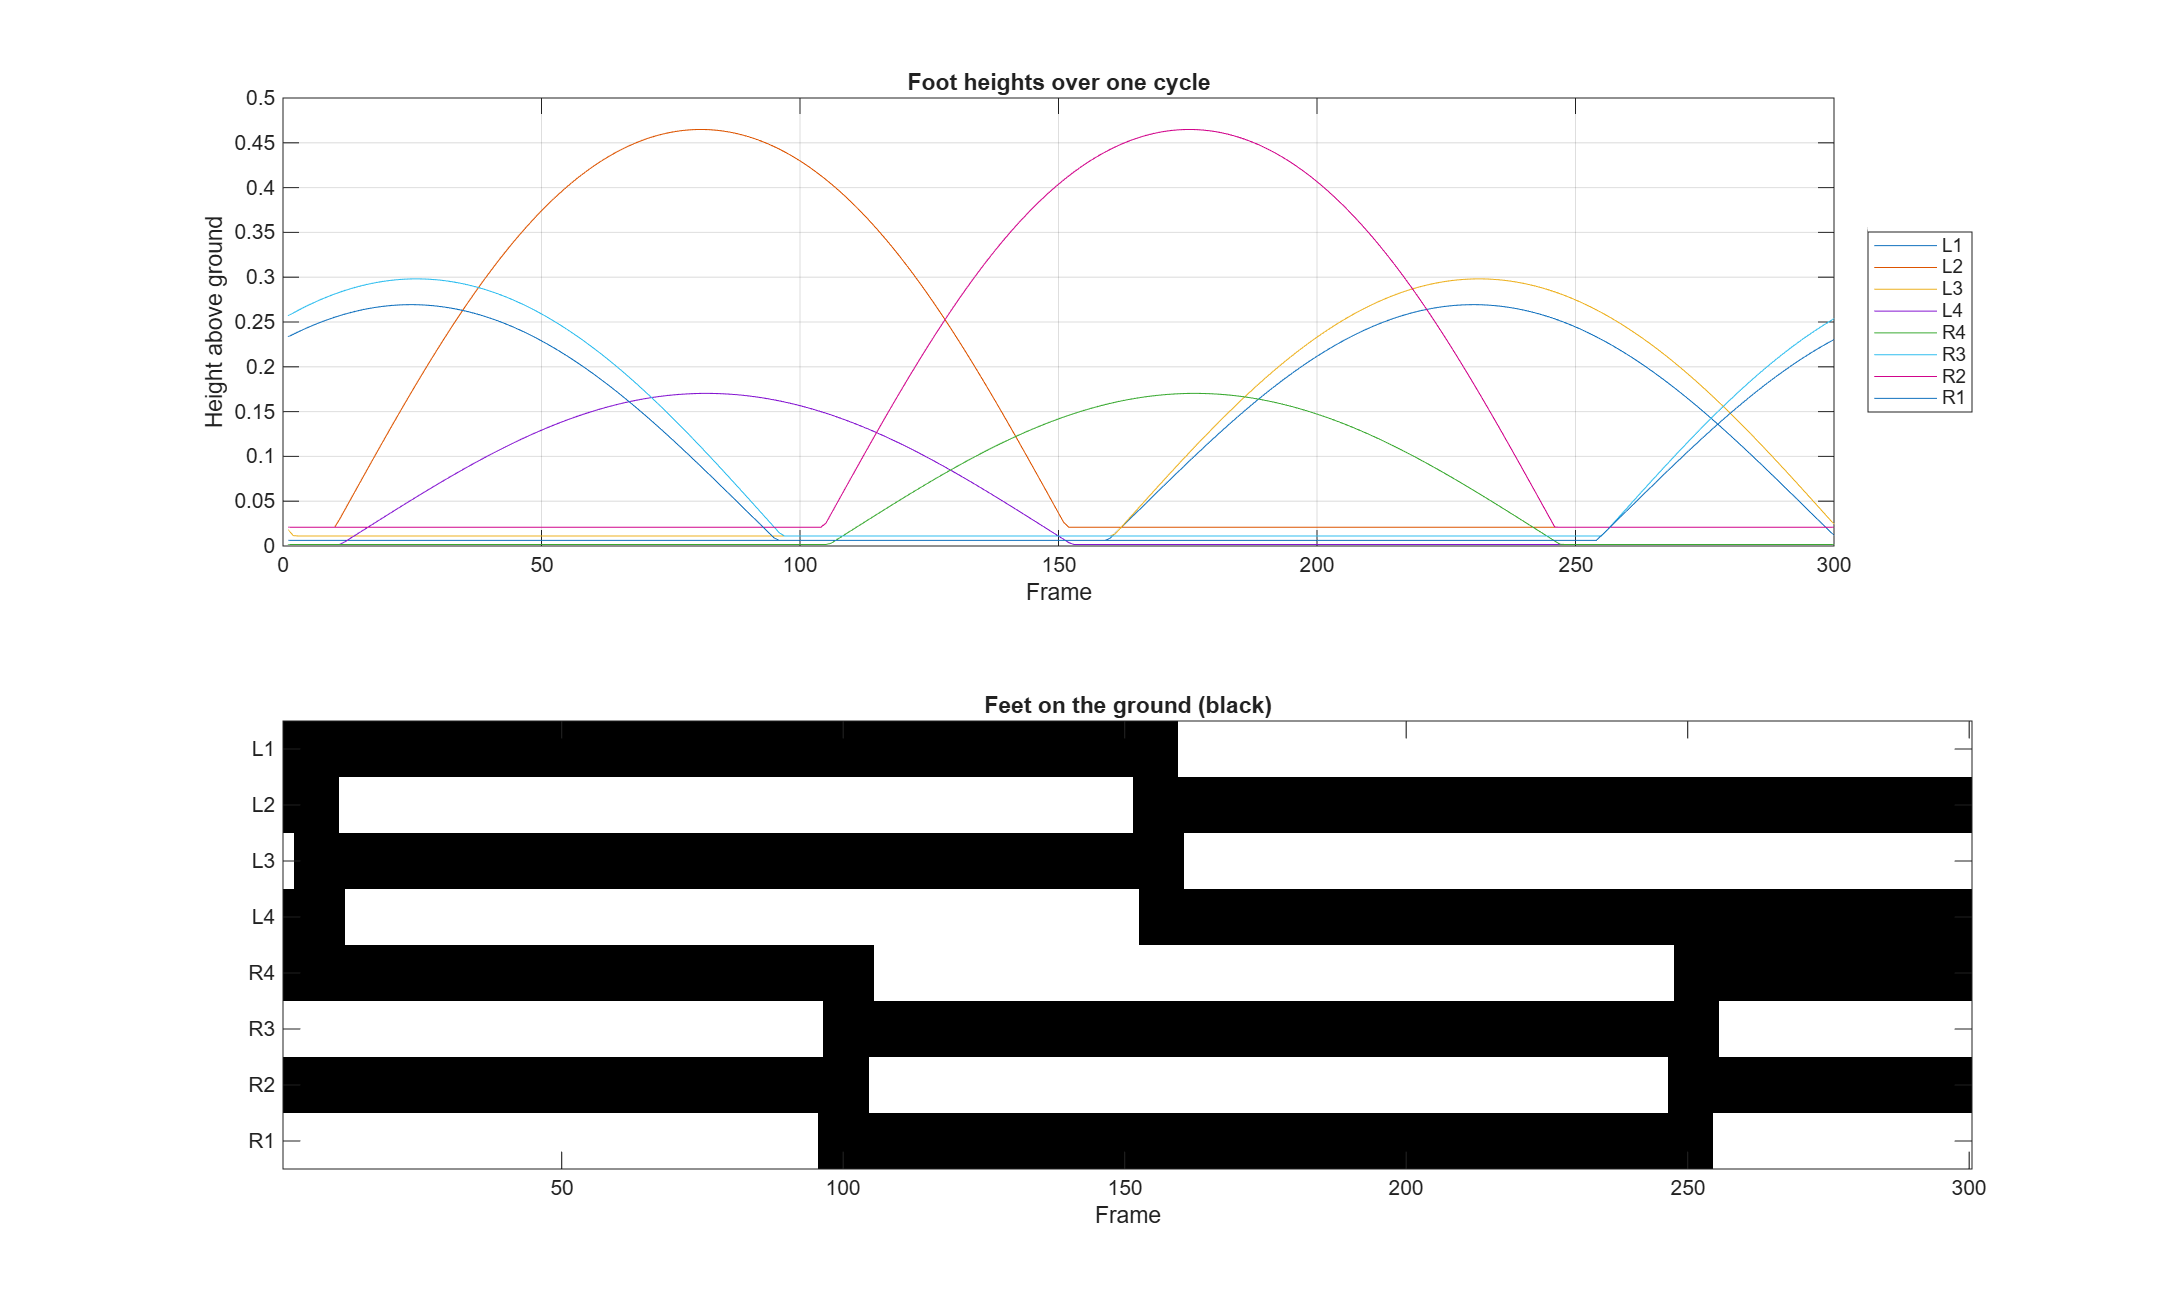 Foot heights over one cycle
0.5
0.45
0.4
0.35
0.3
0.25
0.2
0.15
0.1
0.05
0
Height above ground
0 50 100 150 200 250 300
Frame
L1
L2
L3
L4
R4
R3
R2
R1
Feet on the ground (black)
L1
L2
L3
L4
R4
R3
R2
R1
50 100 150 200 250 300
Frame